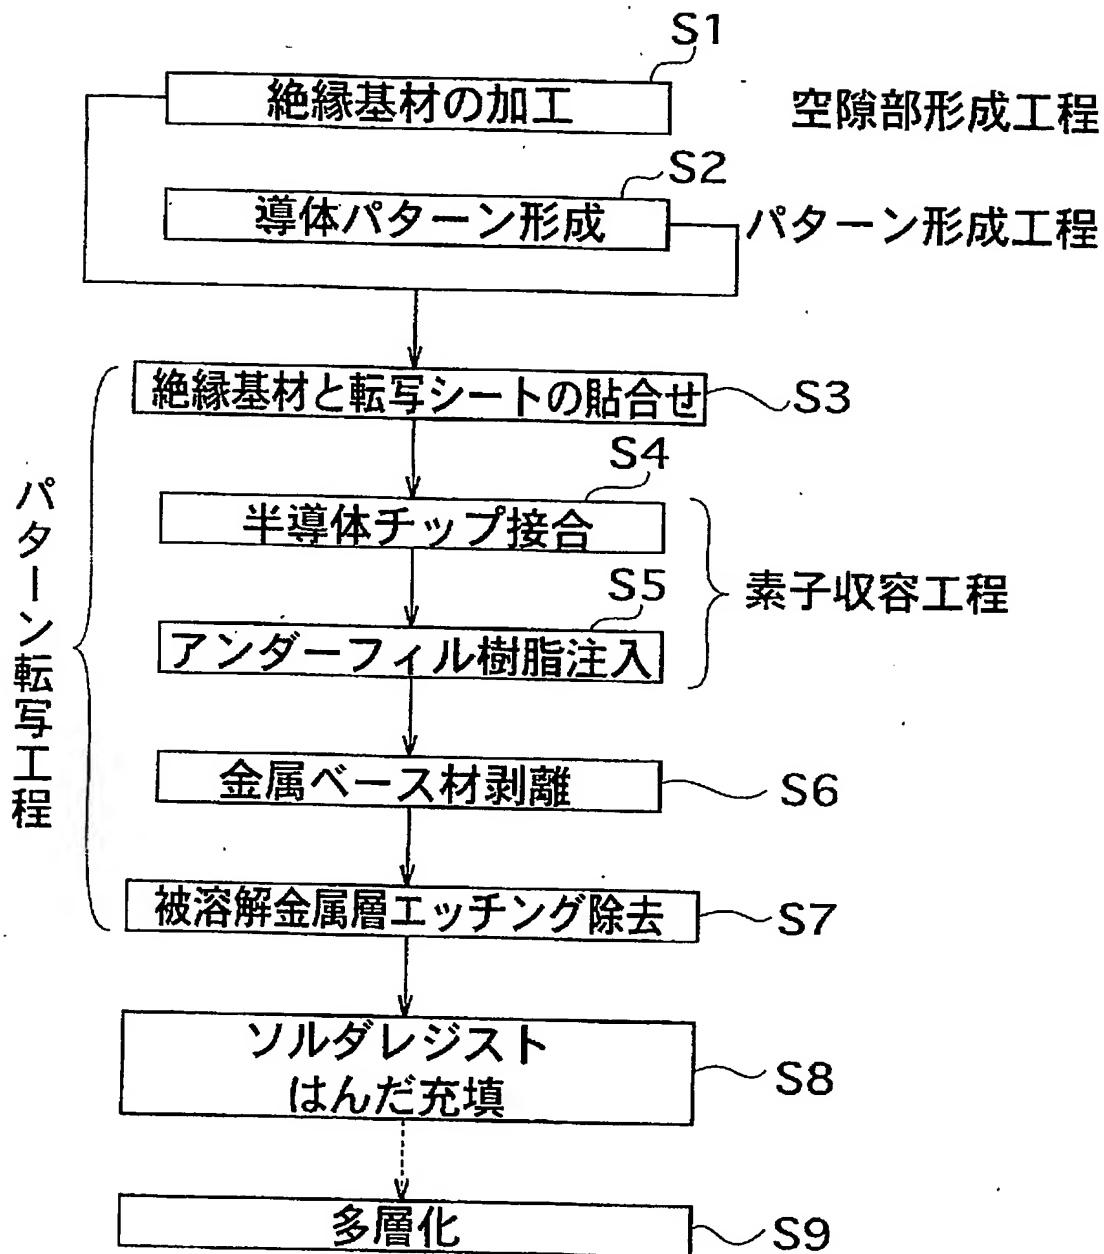 S1
絶縁基材の加工
空隙部形成工程
S2
導体パターン形成
パターン形成工程
絶縁基材と転写シートの貼合せ
S3
パターン転写工程
S4
半導体チップ接合
素子収容工程
S5
アンダーフィル樹脂注入
金属ベース材剥離
S6
被溶解金属層エッチング除去
S7
ソルダレジスト
はんだ充填
S8
多層化
S9